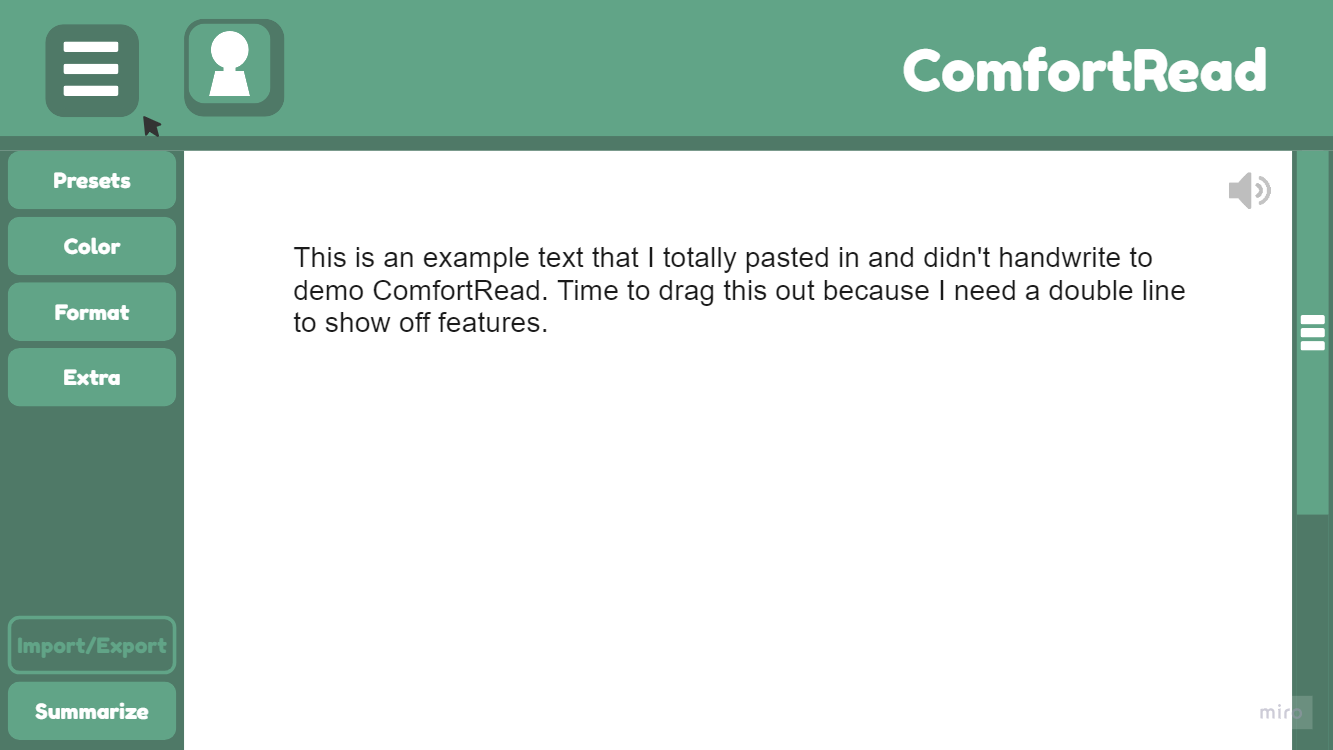 ComfortRead
Presets
Color
Format
Extra
Import/Export
Summarize
This is an example text that I totally pasted in and didn't handwrite to
demo ComfortRead. Time to drag this out because I need a double line
to show off features.
miro